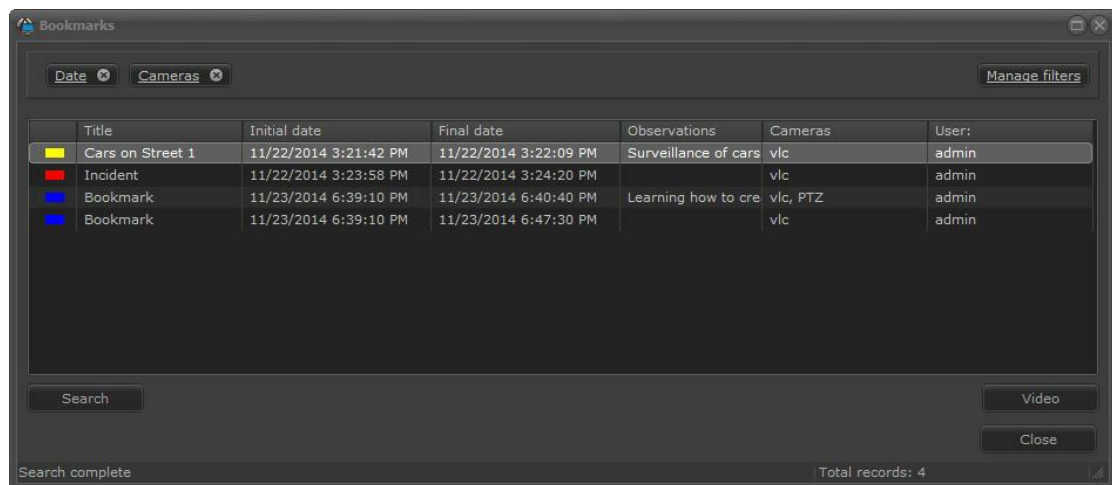 Bookmarks
Date Cameras Manage filters
Title Initial date Final date Observations Cameras User:
Cars on Street 1 11/22/2014 3:21:42 PM 11/22/2014 3:22:09 PM Surveillance of cars vlc admin
Incident 11/22/2014 3:23:58 PM 11/22/2014 3:24:20 PM vlc admin
Bookmark 11/23/2014 6:39:10 PM 11/23/2014 6:40:40 PM Learning how to cre vlc, PTZ admin
Bookmark 11/23/2014 6:39:10 PM 11/23/2014 6:47:30 PM vlc admin
Search Video
Close
Search complete Total records: 4